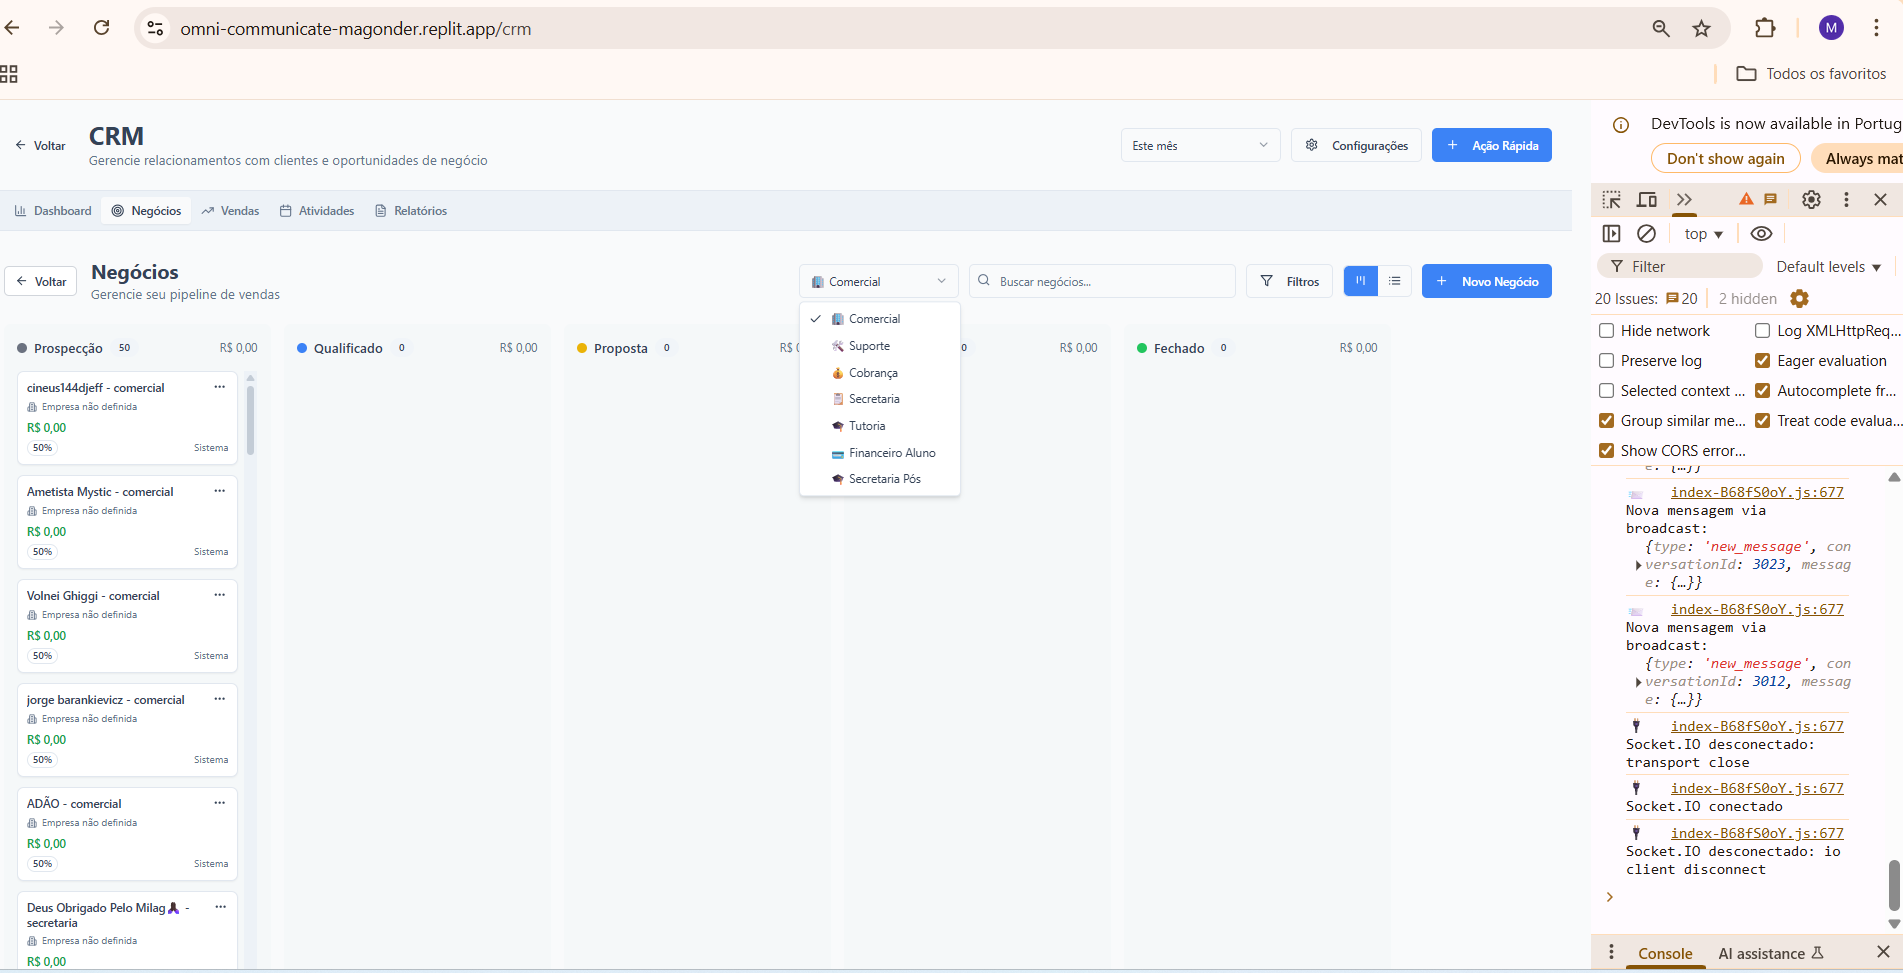 omni-communicate-magonder.replit.app/crm
M
Todos os favoritos
Voltar
CRM
Gerencie relacionamentos com clientes e oportunidades de negócio
Este mês
Configurações
+ Ação Rápida
Dashboard
Negócios
Vendas
Atividades
Relatórios
Voltar
Negócios
Gerencie seu pipeline de vendas
Comercial
Buscar negócios...
Filtros
+ Novo Negócio
Comercial
Suporte
Cobrança
Secretaria
Tutoria
Financeiro Aluno
Secretaria Pós
Prospecção 50 R$ 0,00
Qualificado 0 R$ 0,00
Proposta 0 R$ 0
0 R$ 0,00
Fechado 0 R$ 0,00
cineus144djeff - comercial
Empresa não definida
R$ 0,00
50% Sistema
Ametista Mystic - comercial
Empresa não definida
R$ 0,00
50% Sistema
Volnei Ghiggi - comercial
Empresa não definida
R$ 0,00
50% Sistema
jorge barankievicz - comercial
Empresa não definida
R$ 0,00
50% Sistema
ADÃO - comercial
Empresa não definida
R$ 0,00
50% Sistema
Deus Obrigado Pelo Milag -
secretaria
Empresa não definida
R$ 0,00
DevTools is now available in Portug
Don't show again
Always mat
top
Filter
Default levels
20 Issues: 20
2 hidden
Hide network
Log XMLHttpReq...
Preserve log
Eager evaluation
Selected context ...
Autocomplete fr...
Group similar me...
Treat code evalua...
Show CORS error...
e: {…}}
index-B68fS0oY.js:677
Nova mensagem via
broadcast:
{type: 'new_message', con
versationId: 3023, messag
e: {…}}
index-B68fS0oY.js:677
Nova mensagem via
broadcast:
{type: 'new_message', con
versationId: 3012, messag
e: {…}}
index-B68fS0oY.js:677
Socket.IO desconectado:
transport close
index-B68fS0oY.js:677
Socket.IO conectado
index-B68fS0oY.js:677
Socket.IO desconectado: io
client disconnect
Console
AI assistance